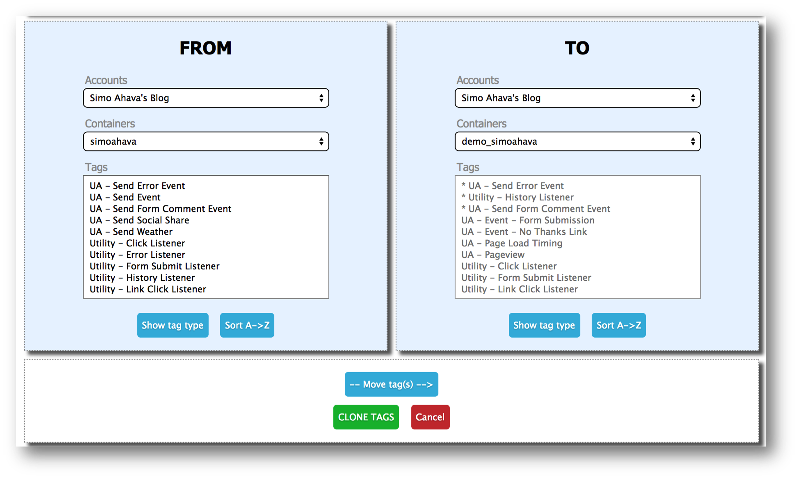 FROM
Accounts
Simo Ahava's Blog
Containers
simoahava
Tags
UA - Send Error Event
UA - Send Event
UA - Send Form Comment Event
UA - Send Social Share
UA - Send Weather
Utility - Click Listener
Utility - Error Listener
Utility - Form Submit Listener
Utility - History Listener
Utility - Link Click Listener
Show tag type
Sort A->Z
TO
Accounts
Simo Ahava's Blog
Containers
demo_simoahava
Tags
* UA - Send Error Event
* Utility - History Listener
* UA - Send Form Comment Event
UA - Event - Form Submission
UA - Event - No Thanks Link
UA - Page Load Timing
UA - Pageview
Utility - Click Listener
Utility - Form Submit Listener
Utility - Link Click Listener
Show tag type
Sort A->Z
-- Move tag(s) -->
CLONE TAGS
Cancel